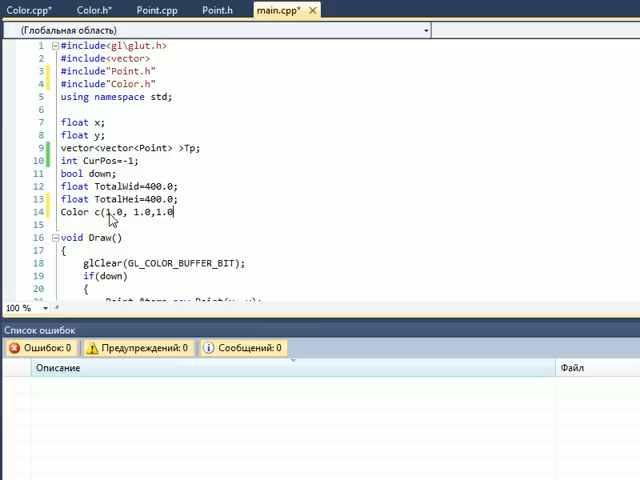 Color.cpp* Color.h* Point.cpp Point.h main.cpp*
(Глобальная область)
1 #include<gl\glut.h>
2 #include<vector>
3 #include"Point.h"
4 #include"Color.h"
5 using namespace std;
6
7 float x;
8 float y;
9 vector<vector<Point> >Tp;
10 int CurPos=-1;
11 bool down;
12 float TotalWid=400.0;
13 float TotalHei=400.0;
14 Color c(1.0, 1.0,1.0
15
16 void Draw()
17 {
18 glClear(GL_COLOR_BUFFER_BIT);
19 if(down)
20 {
100 %
Список ошибок
Ошибок: 0 Предупреждений: 0 Сообщений: 0
Описание Файл